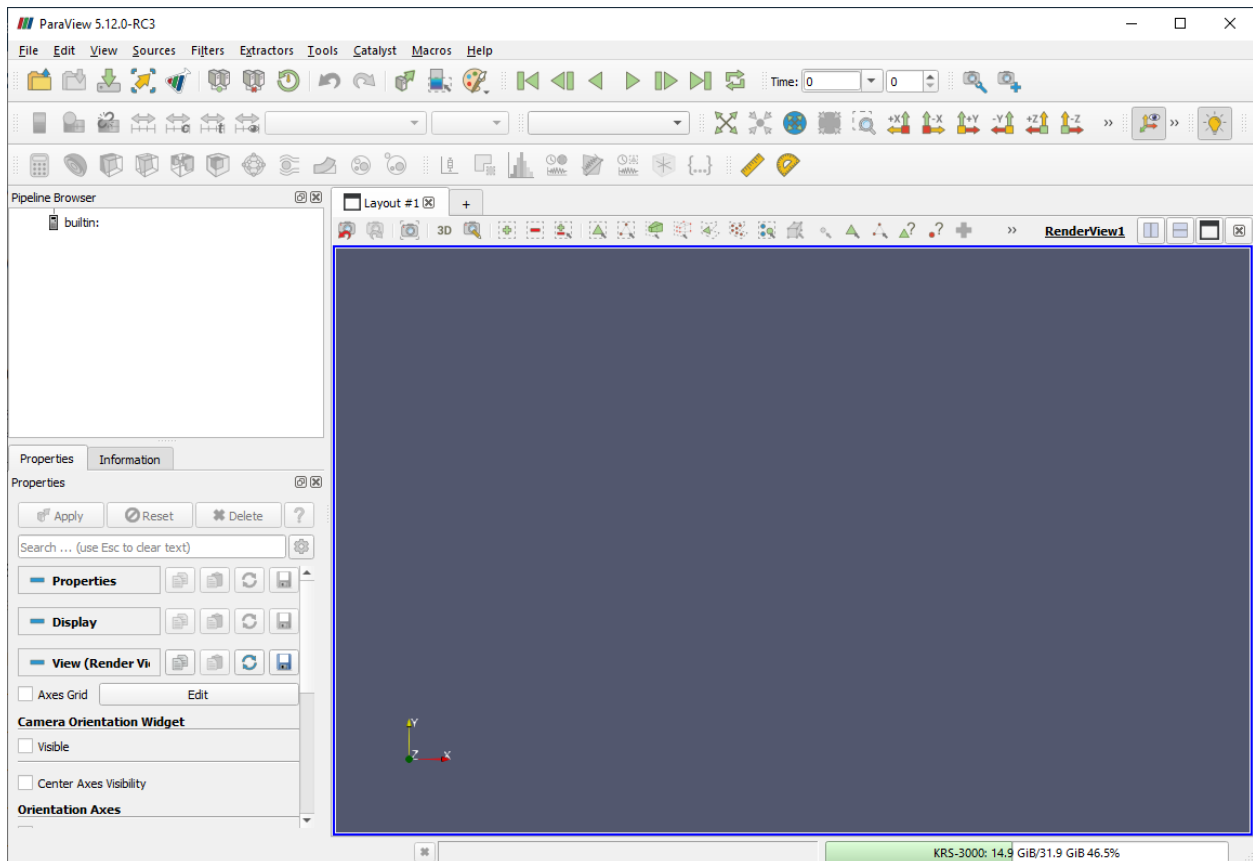 ParaView 5.12.0-RC3
File Edit View Sources Filters Extractors Tools Catalyst Macros Help
Time: 0 0
+X -X +Y -Y +Z -Z
{...}
Pipeline Browser
builtin:
Layout #1 +
3D RenderView1
Properties Information
Properties
Apply Reset Delete ?
Search ... (use Esc to clear text)
Properties
Display
View (Render Vi
Axes Grid Edit
Camera Orientation Widget
Visible
Center Axes Visibility
Orientation Axes
Y
Z X
KRS-3000: 14.9 GiB/31.9 GiB 46.5%